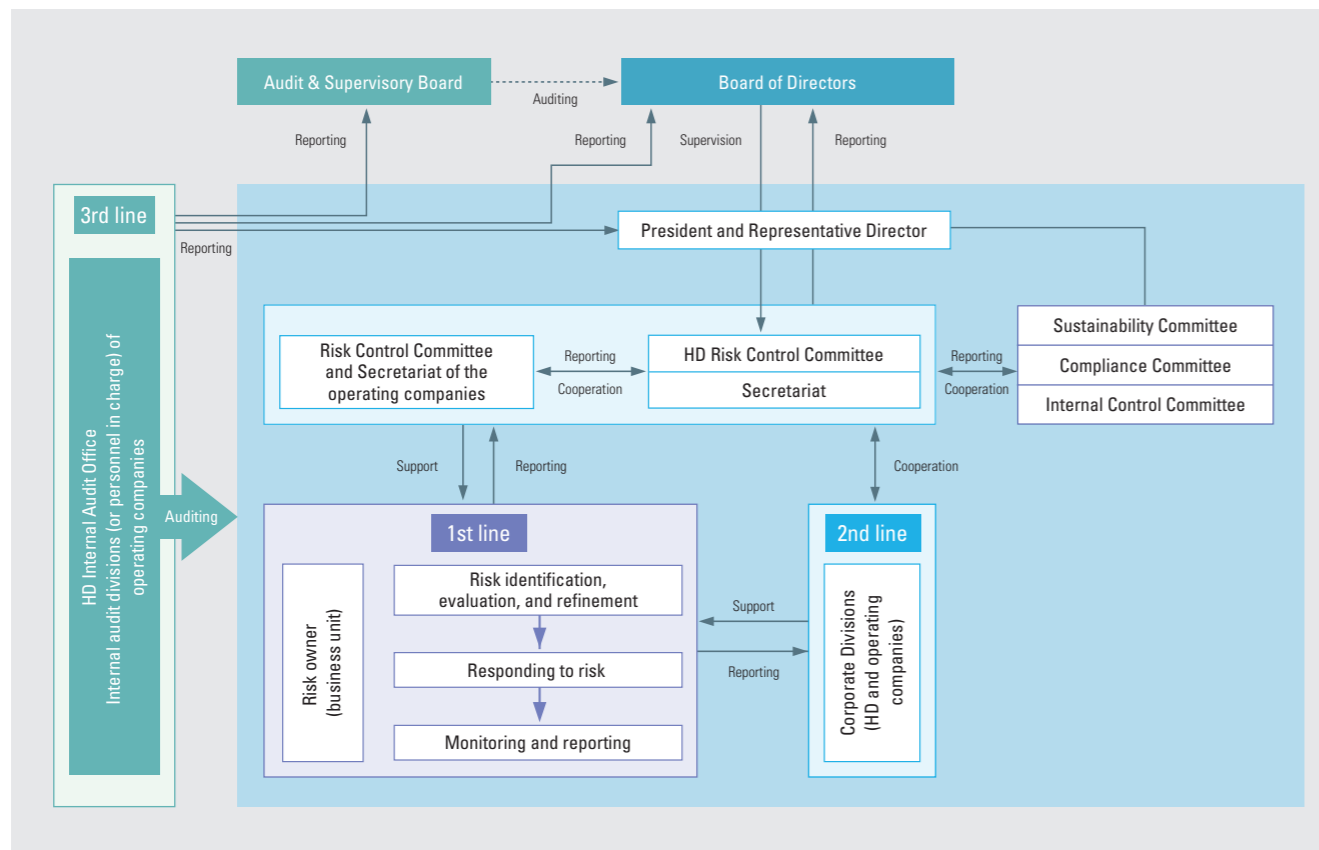 Audit & Supervisory Board
Auditing
Board of Directors
Reporting
Reporting
Supervision
Reporting
3rd line
Reporting
President and Representative Director
HD Internal Audit Office
Internal audit divisions (or personnel in charge) of
operating companies
Auditing
Risk Control Committee
and Secretariat of the
operating companies
Reporting
Cooperation
HD Risk Control Committee
Secretariat
Reporting
Cooperation
Sustainability Committee
Compliance Committee
Internal Control Committee
Support
Reporting
Cooperation
1st line
Risk owner
(business unit)
Risk identification,
evaluation, and refinement
Responding to risk
Monitoring and reporting
Support
Reporting
2nd line
Corporate Divisions
(HD and operating
companies)